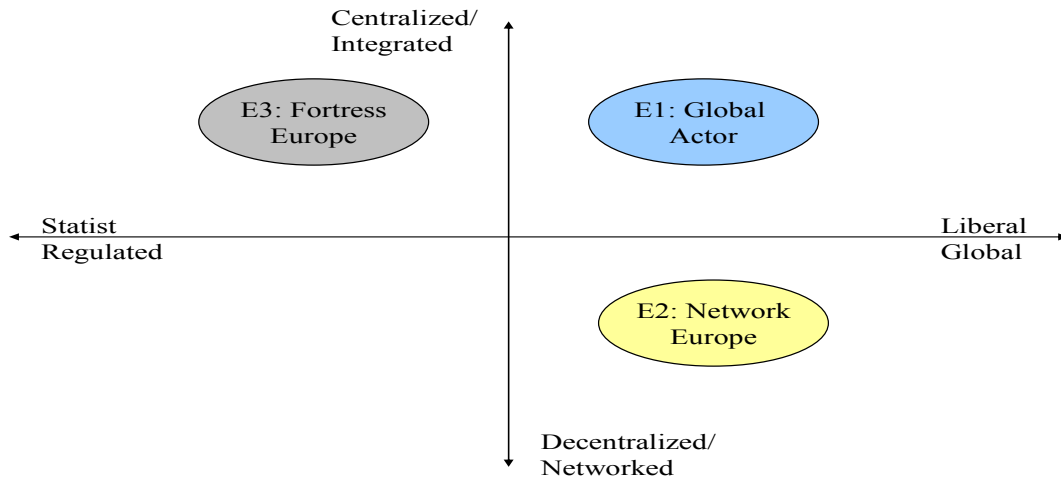 Centralized/
Integrated
E3: Fortress
Europe
E1: Global
Actor
Statist
Regulated
Liberal
Global
E2: Network
Europe
Decentralized/
Networked